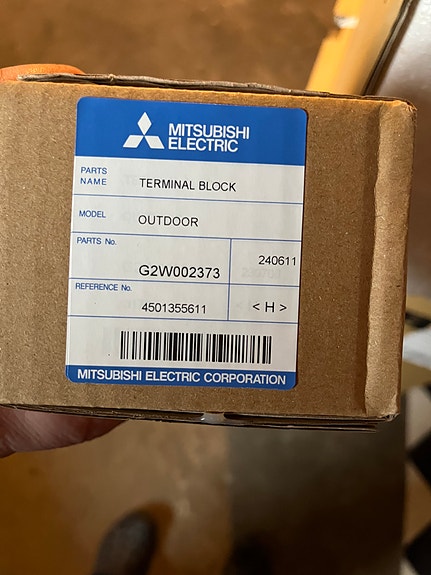 MITSUBISHI
ELECTRIC
PARTS
NAME
TERMINAL BLOCK
MODEL
OUTDOOR
PARTS No.
G2W002373
240611
REFERENCE No.
4501355611
< H >
MITSUBISHI ELECTRIC CORPORATION